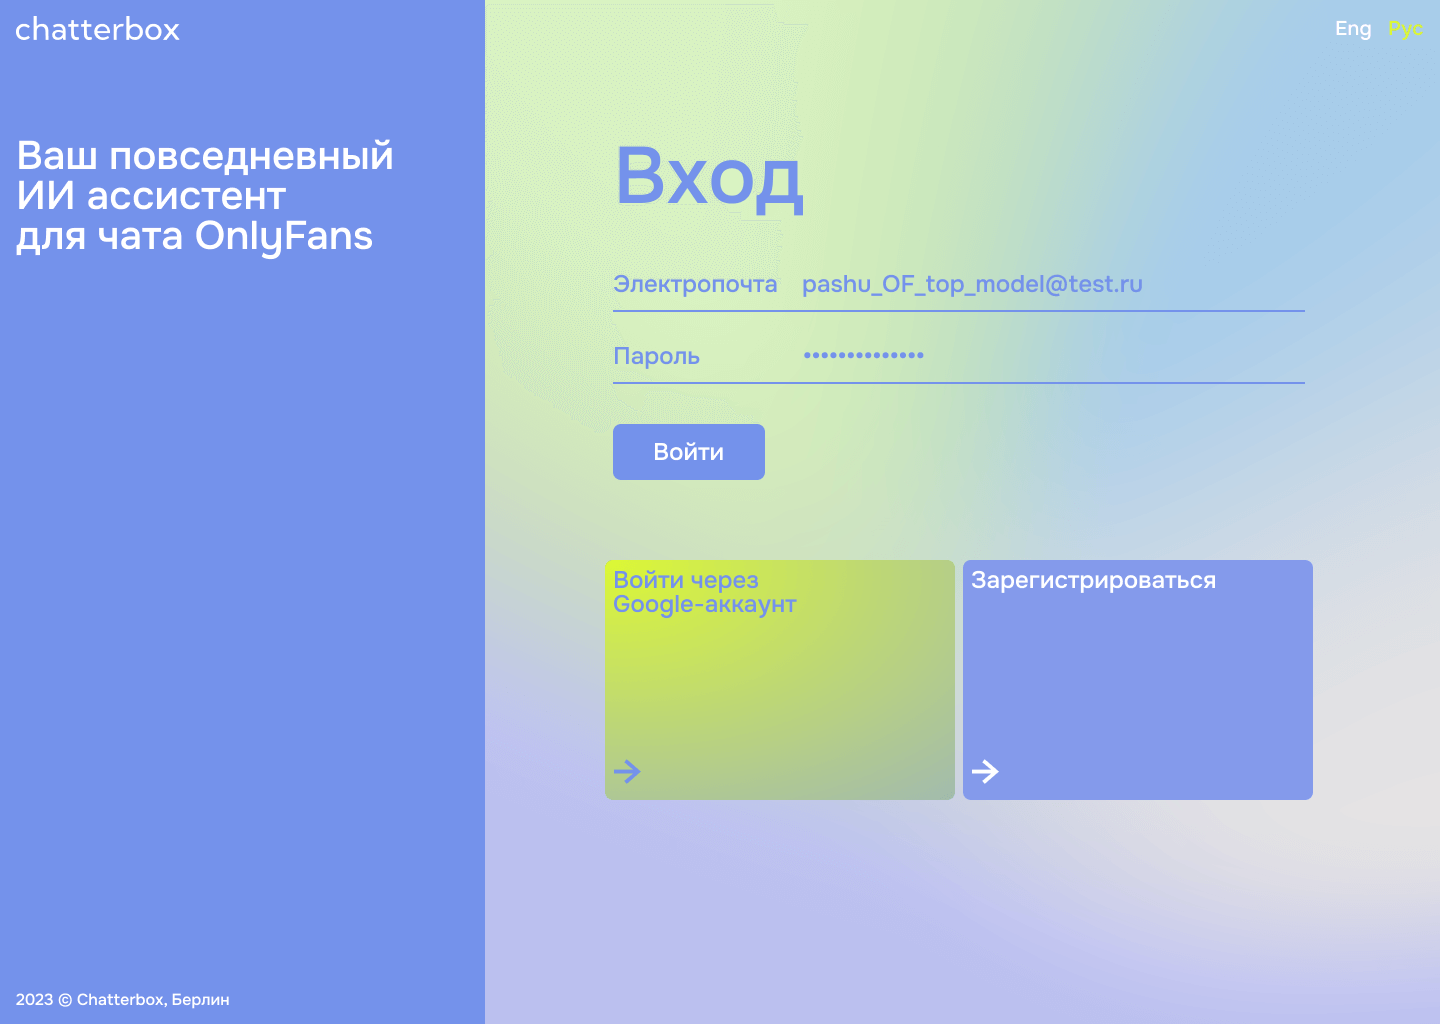 chatterbox
Eng Рус
Ваш повседневный
ИИ ассистент
для чата OnlyFans
Вход
Электропочта pashu_OF_top_model@test.ru
Пароль ••••••••••••••
Войти
Войти через
Google-аккаунт
Зарегистрироваться
2023 © Chatterbox, Берлин